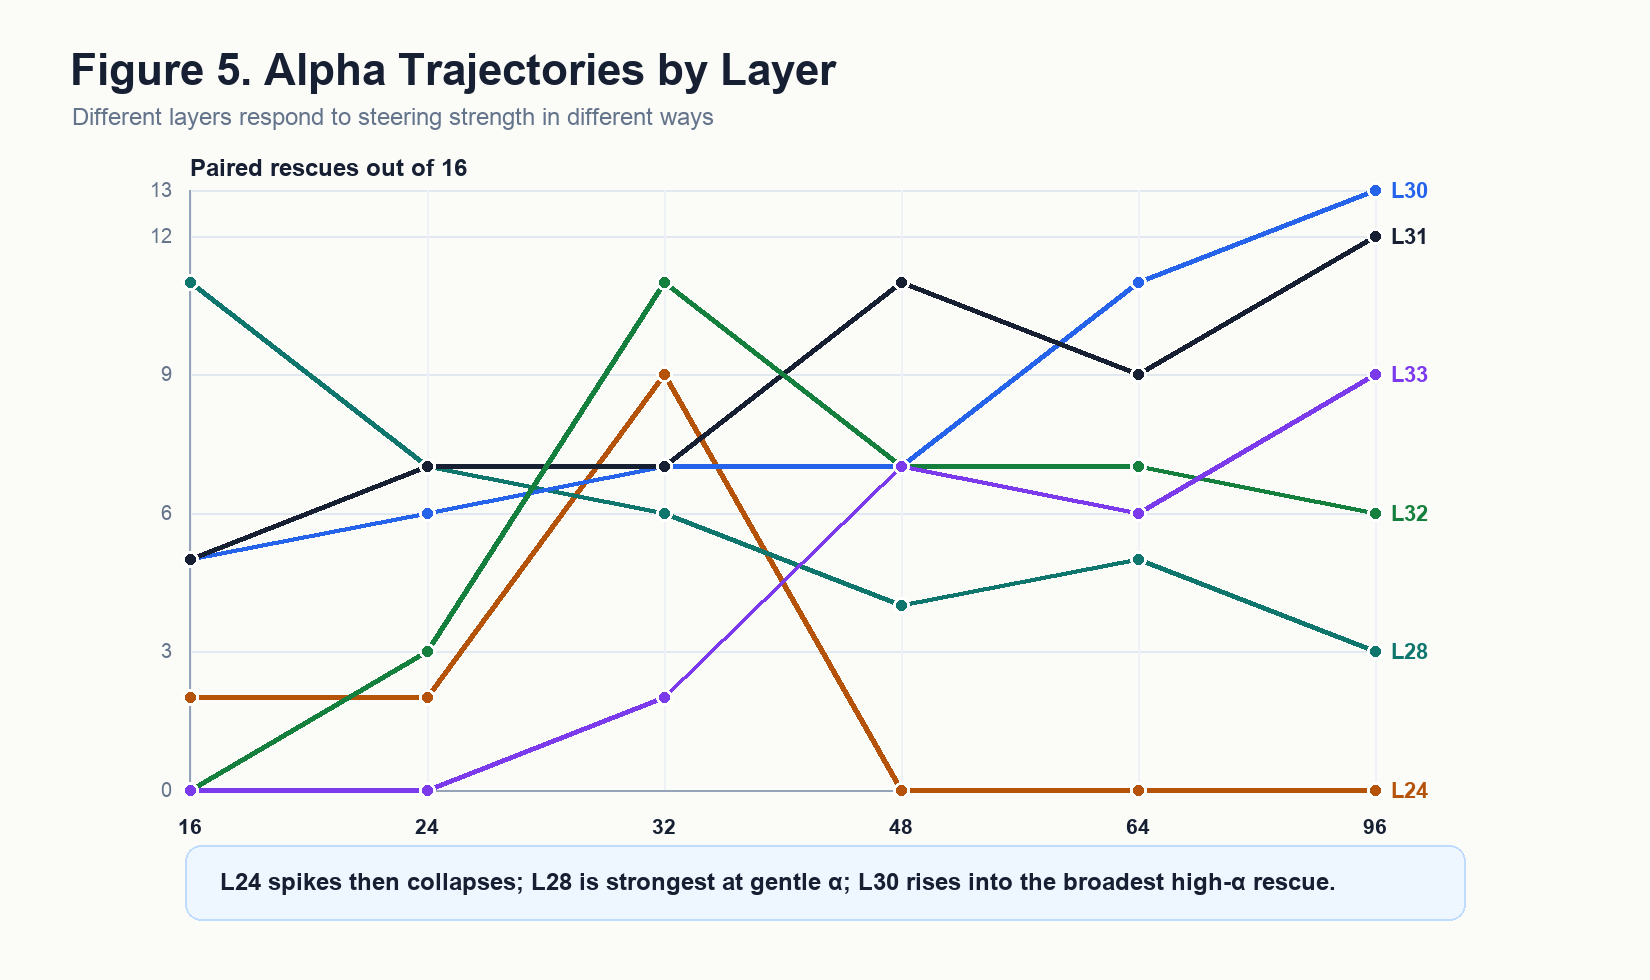 Figure 5. Alpha Trajectories by Layer
Different layers respond to steering strength in different ways
Paired rescues out of 16
13
12
9
6
3
0
L30
L31
L33
L32
L28
L24
16 24 32 48 64 96
L24 spikes then collapses; L28 is strongest at gentle α; L30 rises into the broadest high-α rescue.